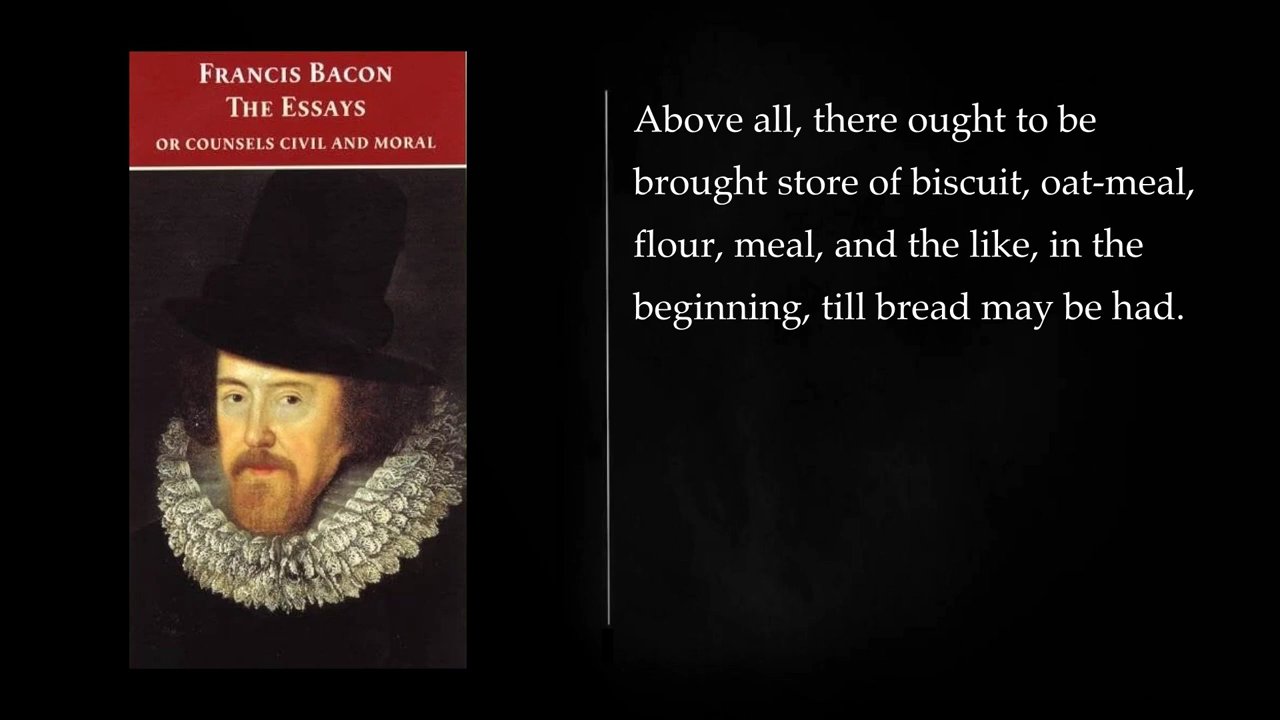 FRANCIS BACON
THE ESSAYS
OR COUNSELS CIVIL AND MORAL
Above all, there ought to be
brought store of biscuit, oat-meal,
flour, meal, and the like, in the
beginning, till bread may be had.